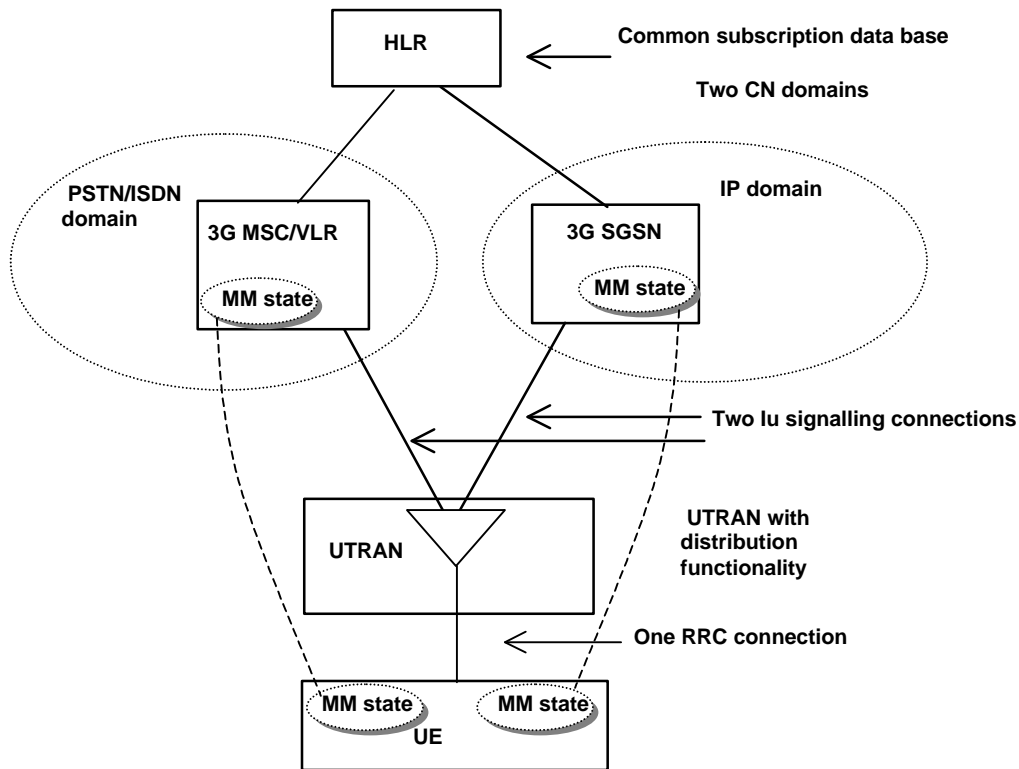 HLR
Common subscription data base
Two CN domains
PSTN/ISDN
domain
IP domain
3G MSC/VLR
3G SGSN
MM state
MM state
Two Iu signalling connections
UTRAN
UTRAN with
distribution
functionality
One RRC connection
MM state
MM state
UE